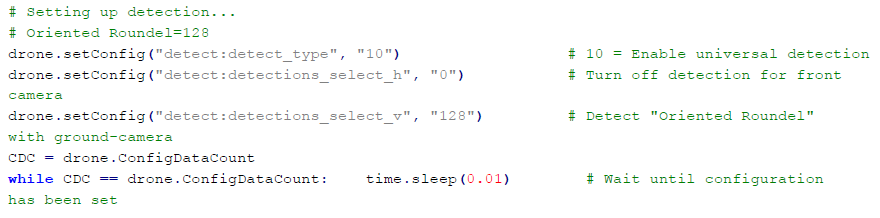 # Setting up detection...
# Oriented Roundel=128
drone.setConfig("detect:detect_type", "10")                   # 10 = Enable universal detection
drone.setConfig("detect:detections_select_h", "0")            # Turn off detection for front
camera
drone.setConfig("detect:detections_select_v", "128")          # Detect "Oriented Roundel"
with ground-camera
CDC = drone.ConfigDataCount
while CDC == drone.ConfigDataCount:    time.sleep(0.01)         # Wait until configuration
has been set